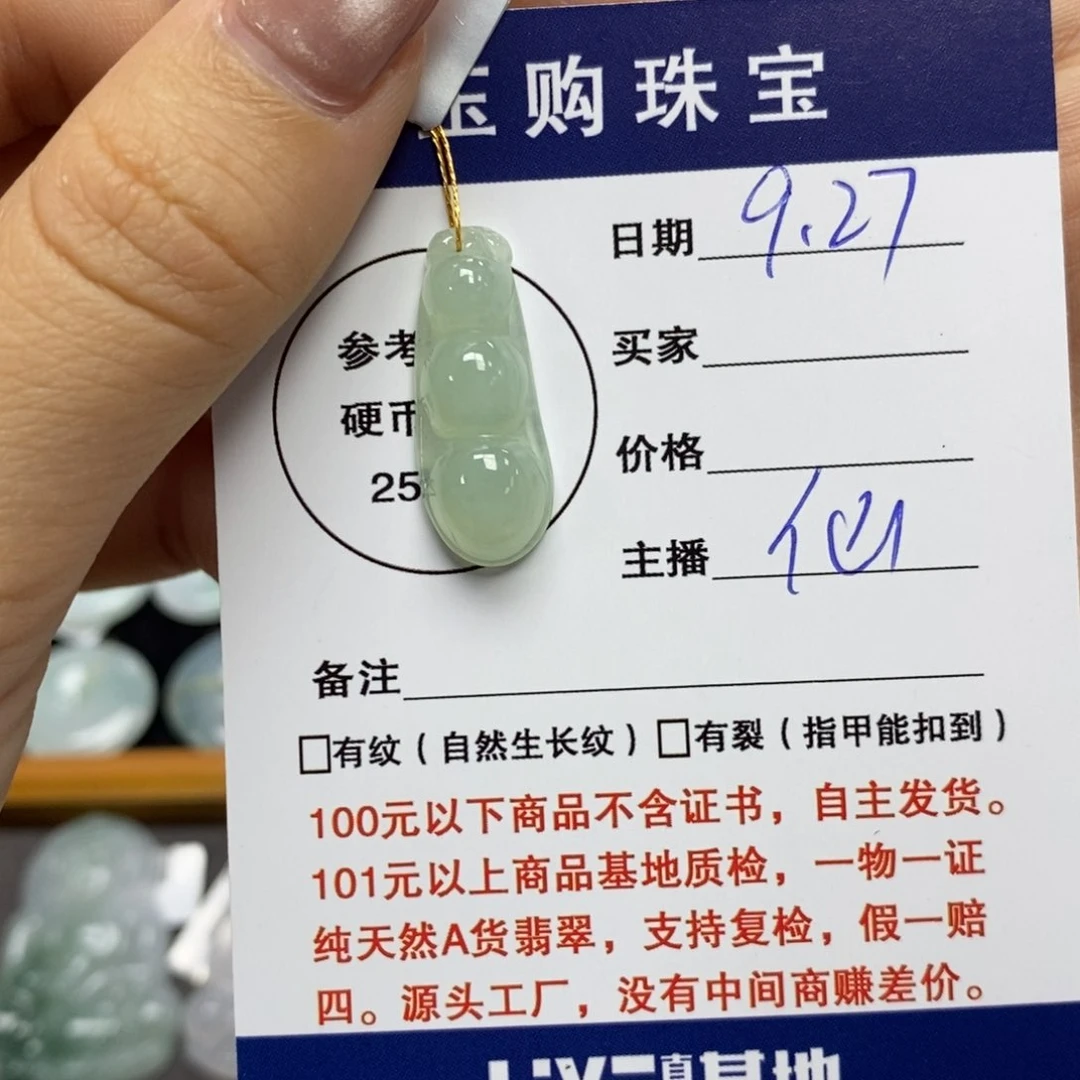 玉购珠宝
日期 9.27
参考
硬币
25
买家
价格
主播 仙
备注
□有纹（自然生长纹）□有裂（指甲能扣到）
100元以下商品不含证书，自主发货。
101元以上商品基地质检，一物一证
纯天然A货翡翠，支持复检，假一赔
四。源头工厂，没有中间商赚差价。
基地